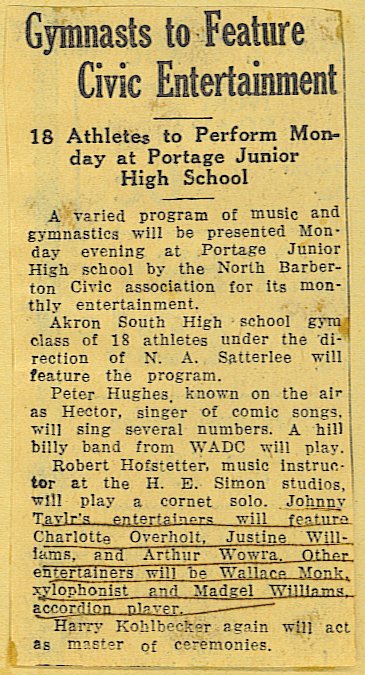 Gymnasts to Feature
Civic Entertainment
18 Athletes to Perform Mon-
day at Portage Junior
High School
A varied program of music and
gymnastics will be presented Mon-
day evening at Portage Junior
High school by the North Barber-
ton Civic association for its mon-
thly entertainment.
Akron South High school gym
class of 18 athletes under the di-
rection of N. A. Satterlee will
feature the program.
Peter Hughes, known on the air
as Hector, singer of comic songs,
will sing several numbers. A hill
billy band from WADC will play.
Robert Hofstetter, music instruc-
tor at the H. E. Simon studios,
will play a cornet solo. Johnny
Taylr's entertainers will feature
Charlotte Overholt, Justine Will-
iams, and Arthur Wowra. Other
entertainers will be Wallace Monk,
xylophonist and Madgel Williams,
accordion player.
Harry Kohlbecker again will act
as master of ceremonies.